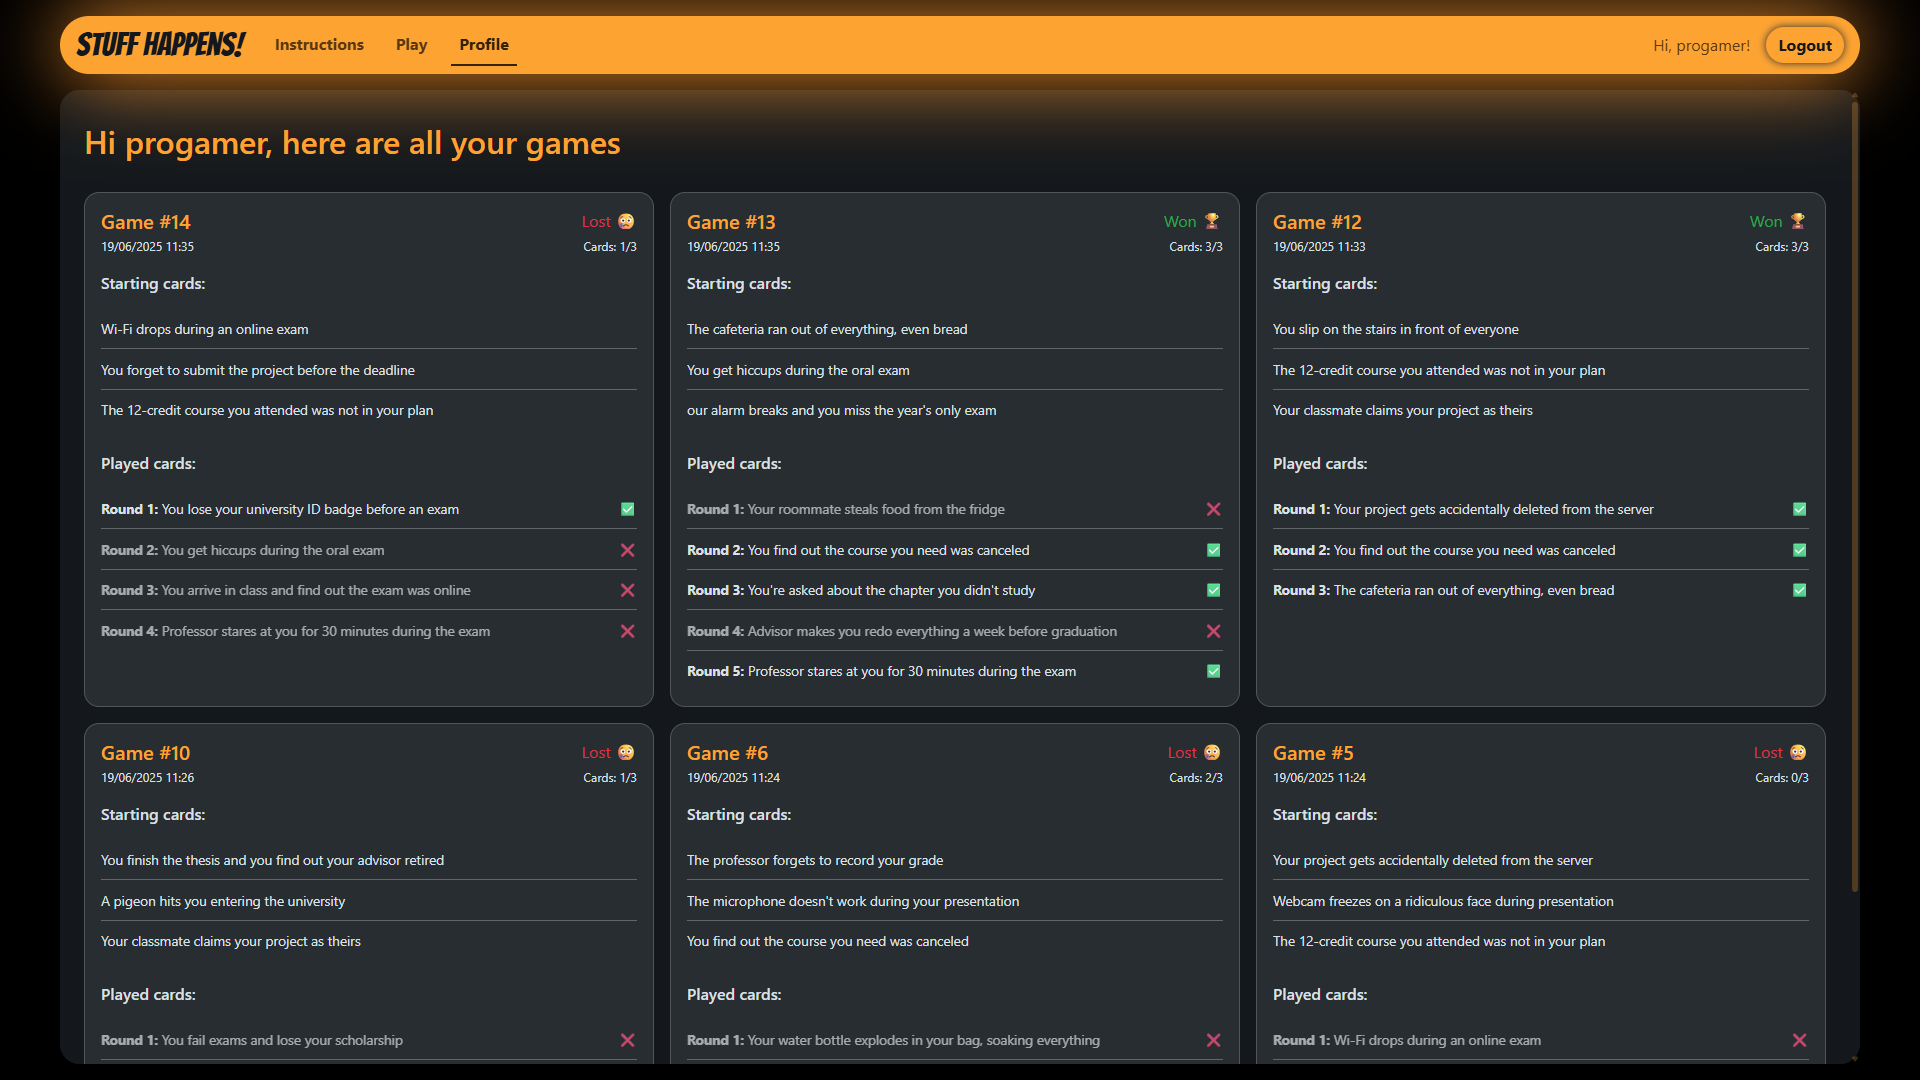 STUFF HAPPENS!
Instructions
Play
Profile
Hi, progamer!
Logout
Hi progamer, here are all your games
Game #14
Lost 🥵
19/06/2025 11:35
Cards: 1/3
Starting cards:
Wi-Fi drops during an online exam
You forget to submit the project before the deadline
The 12-credit course you attended was not in your plan
Played cards:
Round 1: You lose your university ID badge before an exam ✅
Round 2: You get hiccups during the oral exam ❌
Round 3: You arrive in class and find out the exam was online ❌
Round 4: Professor stares at you for 30 minutes during the exam ❌
Game #13
Won 🏆
19/06/2025 11:35
Cards: 3/3
Starting cards:
The cafeteria ran out of everything, even bread
You get hiccups during the oral exam
our alarm breaks and you miss the year's only exam
Played cards:
Round 1: Your roommate steals food from the fridge ❌
Round 2: You find out the course you need was canceled ✅
Round 3: You're asked about the chapter you didn't study ✅
Round 4: Advisor makes you redo everything a week before graduation ❌
Round 5: Professor stares at you for 30 minutes during the exam ✅
Game #12
Won 🏆
19/06/2025 11:33
Cards: 3/3
Starting cards:
You slip on the stairs in front of everyone
The 12-credit course you attended was not in your plan
Your classmate claims your project as theirs
Played cards:
Round 1: Your project gets accidentally deleted from the server ✅
Round 2: You find out the course you need was canceled ✅
Round 3: The cafeteria ran out of everything, even bread ✅
Game #10
Lost 🥵
19/06/2025 11:26
Cards: 1/3
Starting cards:
You finish the thesis and you find out your advisor retired
A pigeon hits you entering the university
Your classmate claims your project as theirs
Played cards:
Round 1: You fail exams and lose your scholarship ❌
Game #6
Lost 🥵
19/06/2025 11:24
Cards: 2/3
Starting cards:
The professor forgets to record your grade
The microphone doesn't work during your presentation
You find out the course you need was canceled
Played cards:
Round 1: Your water bottle explodes in your bag, soaking everything ❌
Game #5
Lost 🥵
19/06/2025 11:24
Cards: 0/3
Starting cards:
Your project gets accidentally deleted from the server
Webcam freezes on a ridiculous face during presentation
The 12-credit course you attended was not in your plan
Played cards:
Round 1: Wi-Fi drops during an online exam ❌